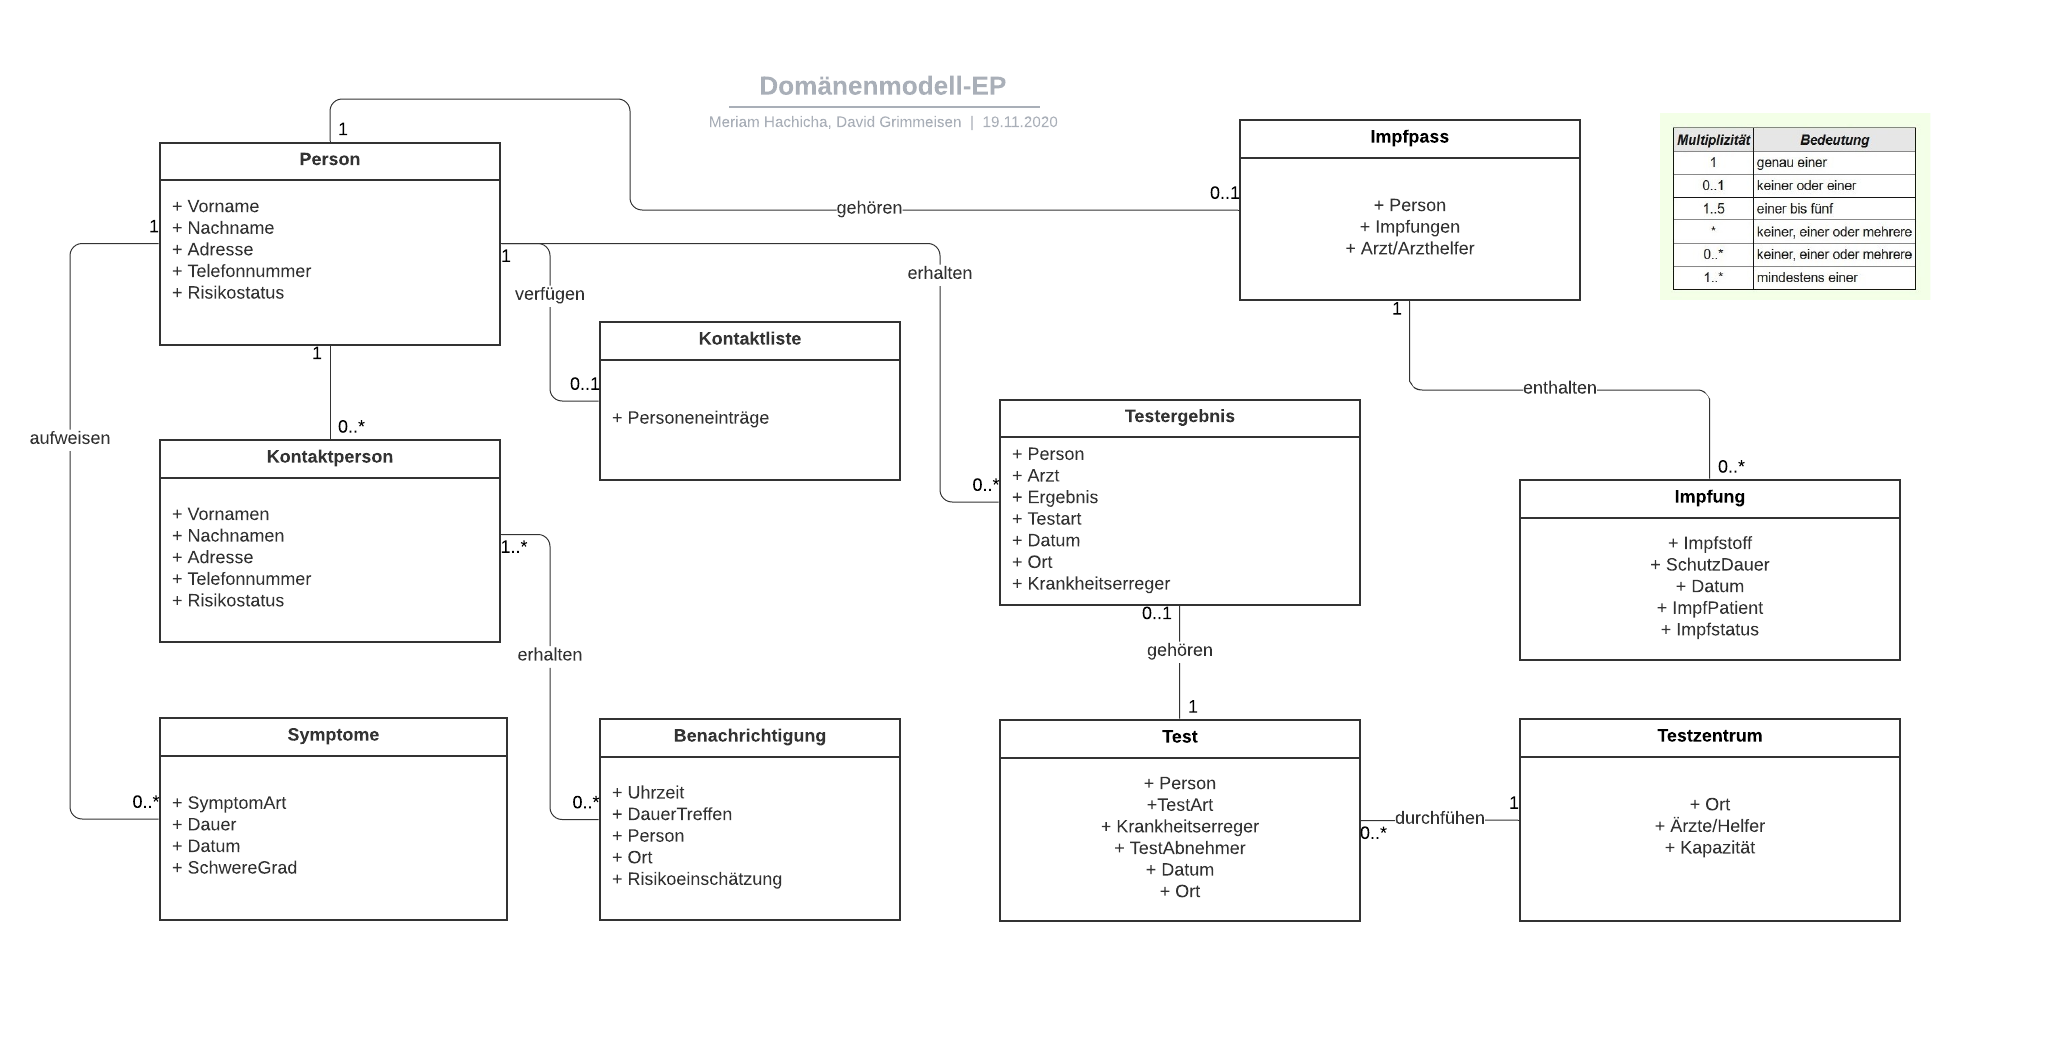 Domänenmodell-EP
Meriam Hachicha, David Grimmeisen | 19.11.2020
1
Person
+ Vorname
+ Nachname
+ Adresse
+ Telefonnummer
+ Risikostatus
1
1
1
gehören
0..1
Impfpass
+ Person
+ Impfungen
+ Arzt/Arzthelfer
1
Multiplizität Bedeutung
1 genau einer
0..1 keiner oder einer
1..5 einer bis fünf
* keiner, einer oder mehrere
0..* keiner, einer oder mehrere
1..* mindestens einer
verfügen
erhalten
0..1
Kontaktliste
+ Personeneinträge
enthalten
0..*
aufweisen
0..*
Kontaktperson
+ Vornamen
+ Nachnamen
+ Adresse
+ Telefonnummer
+ Risikostatus
1..*
erhalten
0..*
Testergebnis
+ Person
+ Arzt
+ Ergebnis
+ Testart
+ Datum
+ Ort
+ Krankheitserreger
0..1
gehören
1
Impfung
+ Impfstoff
+ SchutzDauer
+ Datum
+ ImpfPatient
+ Impfstatus
0..*
Symptome
+ SymptomArt
+ Dauer
+ Datum
+ SchwereGrad
0..*
Benachrichtigung
+ Uhrzeit
+ DauerTreffen
+ Person
+ Ort
+ Risikoeinschätzung
Test
+ Person
+TestArt
+ Krankheitserreger
+ TestAbnehmer
+ Datum
+ Ort
0..*
durchfühen
1
Testzentrum
+ Ort
+ Ärzte/Helfer
+ Kapazität